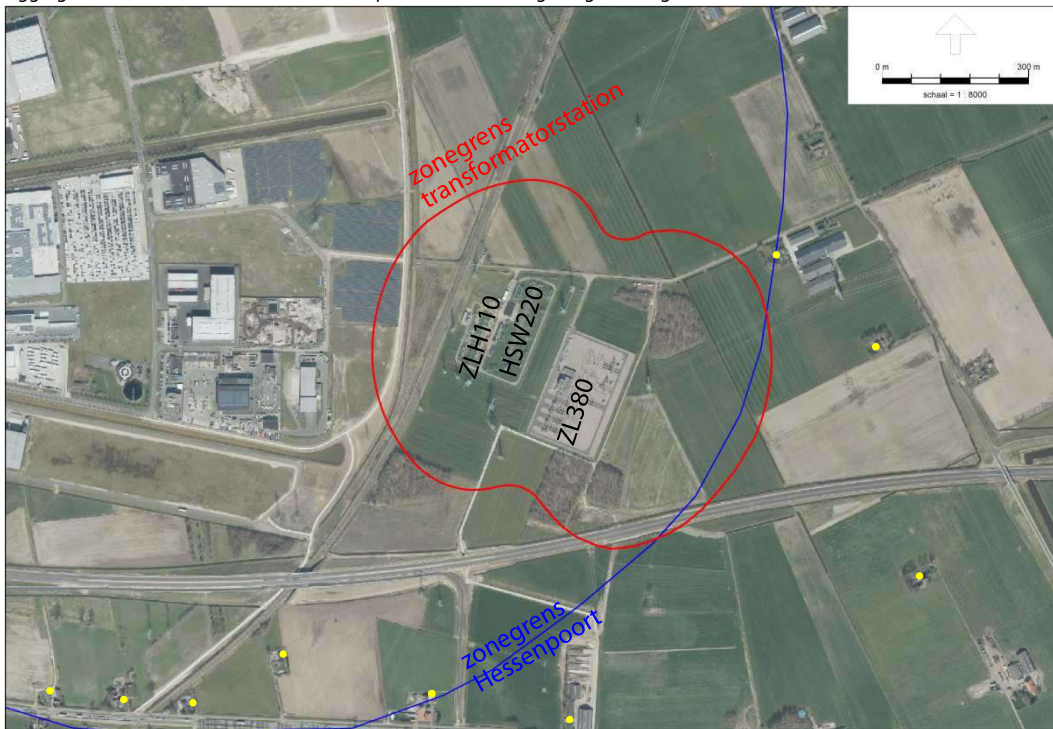 0 m 300 m
schaal = 1 : 8000
zonegrens
transformatorstation
ZLH110
HSW220
ZL380
zonegrens
Hessenpoort